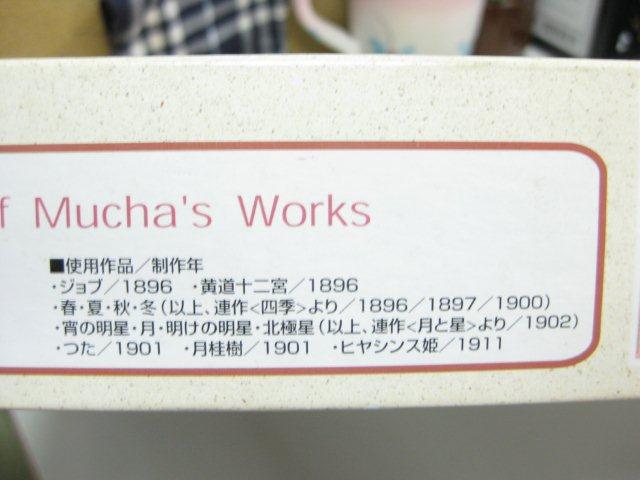 f Mucha's Works
■使用作品／制作年
・ジョブ／1896 ・黄道十二宮／1896
・春・夏・秋・冬（以上、連作<四季>より／1896／1897／1900）
・宵の明星・月・明けの明星・北極星（以上、連作<月と星>より／1902）
・つた／1901 ・月桂樹／1901 ・ヒヤシンス姫／1911